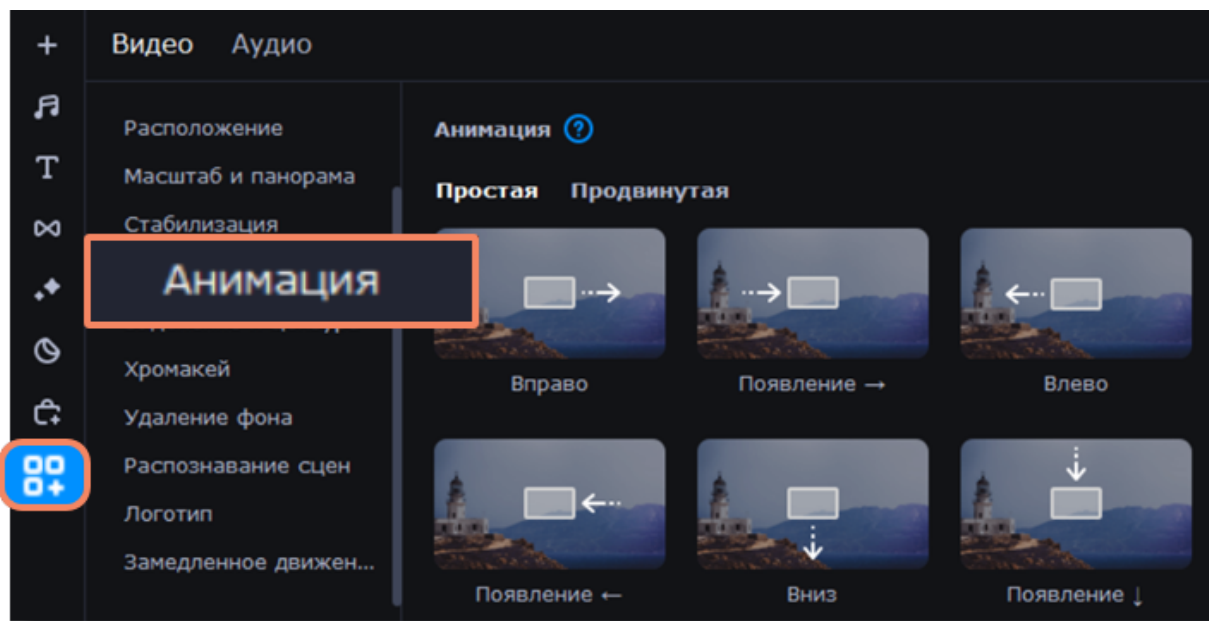 Видео Аудио
Расположение
Масштаб и панорама
Стабилизация
Анимация
Хромакей
Удаление фона
Распознавание сцен
Логотип
Замедленное движен...
Анимация ?
Простая Продвинутая
Вправо Появление → Влево
Появление ← Вниз Появление ↓